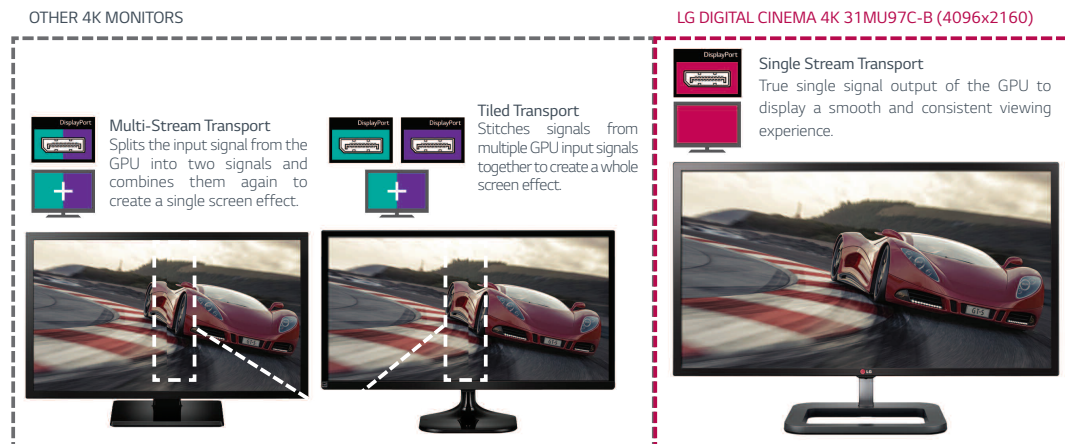 OTHER 4K MONITORS
LG DIGITAL CINEMA 4K 31MU97C-B (4096x2160)
DisplayPort
Multi-Stream Transport
Splits the input signal from the
GPU into two signals and
combines them again to
create a single screen effect.
DisplayPort
DisplayPort
Tiled Transport
Stitches signals from
multiple GPU input signals
together to create a whole
screen effect.
DisplayPort
Single Stream Transport
True single signal output of the GPU to
display a smooth and consistent viewing
experience.
GT-S
GT-S
GT-S
LG